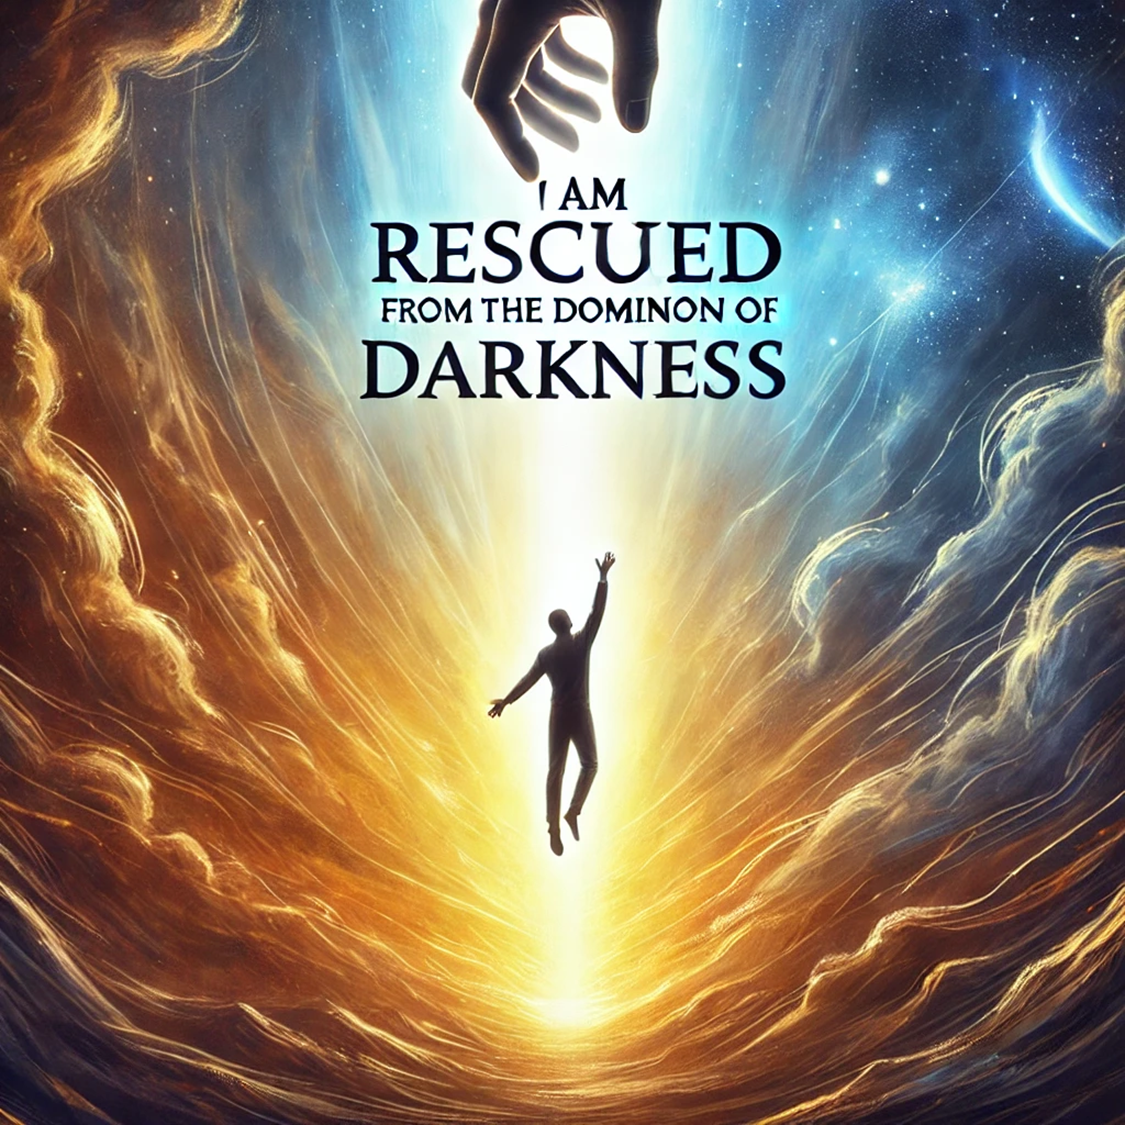 I AM
RESCUED
FROM THE DOMINON OF
DARKNESS